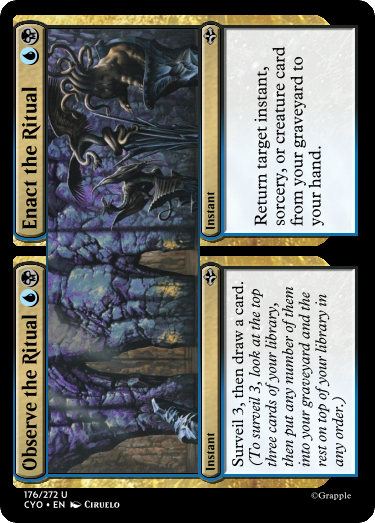 Observe the Ritual
Instant
Surveil 3, then draw a card.
(To surveil 3, look at the top
three cards of your library,
then put any number of them
into your graveyard and the
rest on top of your library in
any order.)
Enact the Ritual
Instant
Return target instant,
sorcery, or creature card
from your graveyard to
your hand.
176/272 U
CYO • EN Ciruelo
©Grapple